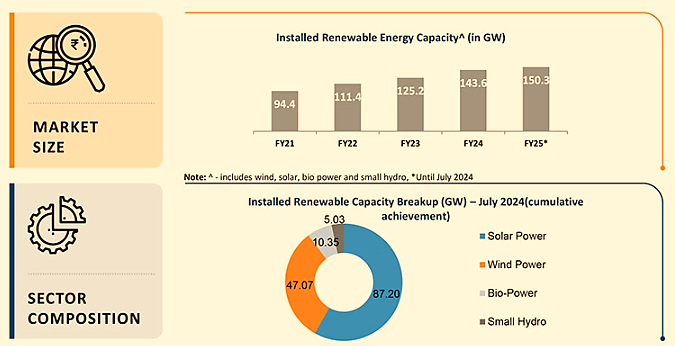 ₹
MARKET
SIZE
Installed Renewable Energy Capacity^ (in GW)
94.4
111.4
125.2
143.6
150.3
FY21
FY22
FY23
FY24
FY25*
Note: ^ - includes wind, solar, bio power and small hydro, *Until July 2024
SECTOR
COMPOSITION
Installed Renewable Capacity Breakup (GW) – July 2024(cumulative
achievement)
5.03
10.35
47.07
87.20
Solar Power
Wind Power
Bio-Power
Small Hydro